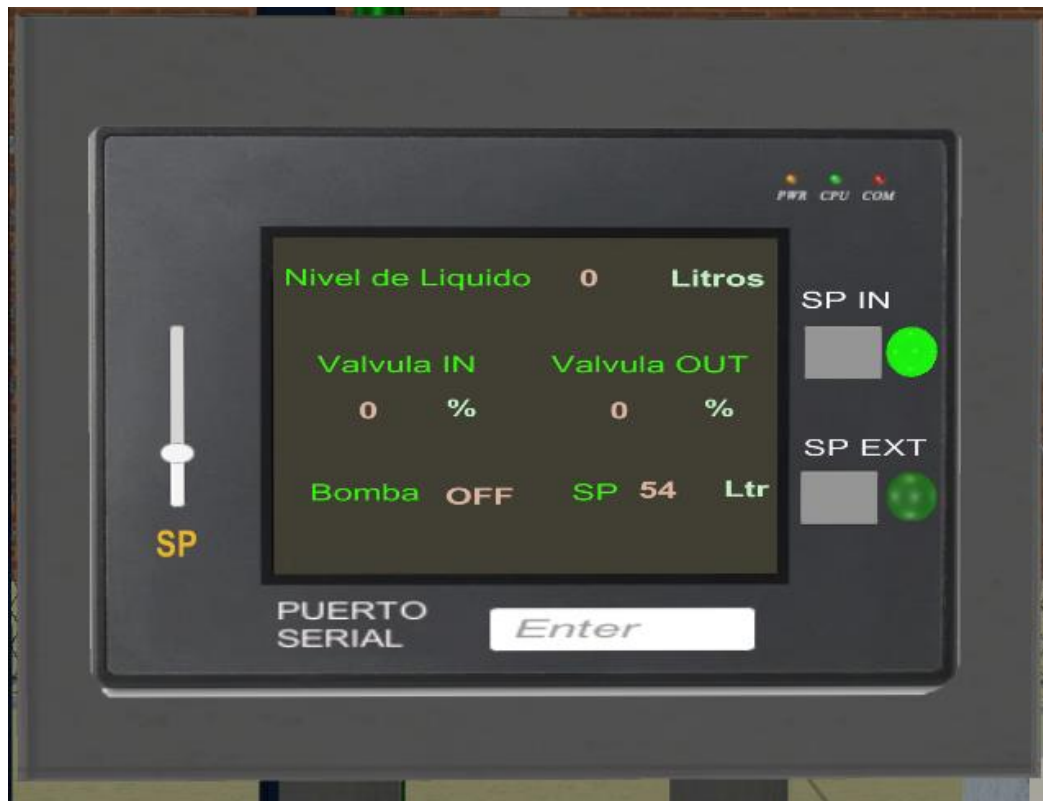 PWR CPU COM
Nivel de Liquido 0 Litros
SP IN
Valvula IN Valvula OUT
0 % 0 %
SP EXT
Bomba OFF SP 54 Ltr
SP
PUERTO
SERIAL
Enter